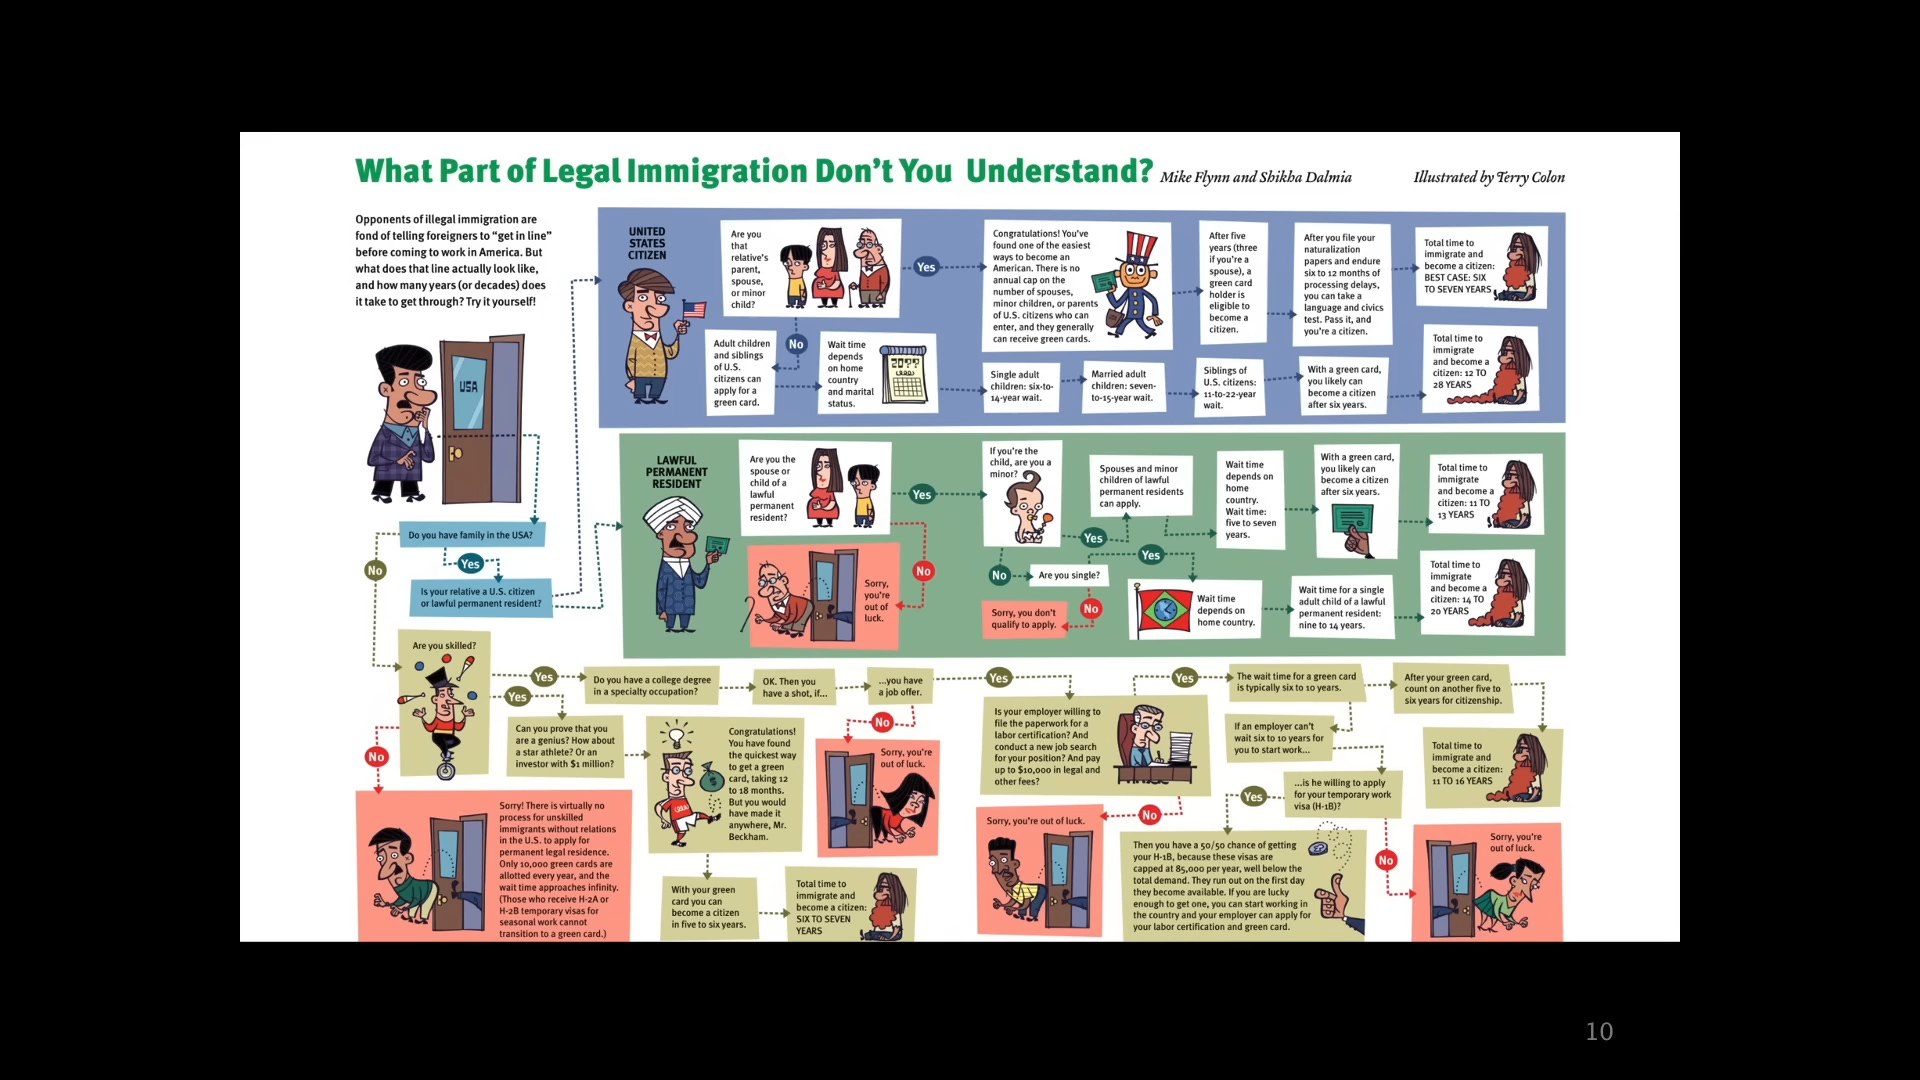 What Part of Legal Immigration Don't You Understand? Mike Flynn and Shikha Dalmia Illustrated by Terry Colon
Opponents of illegal immigration are
fond of telling foreigners to "get in line"
before coming to work in America. But
what does that line actually look like,
and how many years (or decades) does
it take to get through? Try it yourself!
USA
Do you have family in the USA?
No
Yes
Is your relative a U.S. citizen
or lawful permanent resident?
UNITED
STATES
CITIZEN
Are you
that
relative's
parent,
spouse,
or minor
child?
Yes
Congratulations! You've
found one of the easiest
ways to become an
American. There is no
annual cap on the
number of spouses,
minor children, or parents
of U.S. citizens who can
enter, and they generally
can receive green cards.
After five
years (three
if you're a
spouse), a
green card
holder is
eligible to
become a
citizen.
After you file your
naturalization
papers and endure
six to 12 months of
processing delays,
you can take a
language and civics
test. Pass it, and
you're a citizen.
Total time to
immigrate and
become a citizen:
BEST CASE: SIX
TO SEVEN YEARS
No
Adult children
and siblings
of U.S.
citizens can
apply for a
green card.
Wait time
depends
on home
country
and marital
status.
20??
Single adult
children: six-to-
14-year wait.
Married adult
children: seven-
to-15-year wait.
Siblings of
U.S. citizens:
11-to-22-year
wait.
With a green card,
you likely can
become a citizen
after six years.
Total time to
immigrate
and become a
citizen: 12 TO
28 YEARS
LAWFUL
PERMANENT
RESIDENT
Are you the
spouse or
child of a
lawful
permanent
resident?
Yes
No
Sorry,
you're
out of
luck.
If you're the
child, are you a
minor?
Yes
Spouses and minor
children of lawful
permanent residents
can apply.
Wait time
depends on
home
country.
Wait time:
five to seven
years.
With a green card,
you likely can
become a citizen
after six years.
Total time to
immigrate
and become a
citizen: 11 TO
13 YEARS
No
Are you single?
Yes
No
Sorry, you don't
qualify to apply.
Wait time
depends on
home country.
Wait time for a single
adult child of a lawful
permanent resident:
nine to 14 years.
Total time to
immigrate
and become a
citizen: 14 TO
20 YEARS
Are you skilled?
Yes
Yes
No
Do you have a college degree
in a specialty occupation?
OK. Then you
have a shot, if...
...you have
a job offer.
Yes
No
Sorry, you're
out of luck.
Can you prove that you
are a genius? How about
a star athlete? Or an
investor with $1 million?
Congratulations!
You have found
the quickest way
to get a green
card, taking 12
to 18 months.
But you would
have made it
anywhere, Mr.
Beckham.
With your green
card you can
become a citizen
in five to six years.
Total time to
immigrate and
become a citizen:
SIX TO SEVEN
YEARS
Sorry! There is virtually no
process for unskilled
immigrants without relations
in the U.S. to apply for
permanent legal residence.
Only 10,000 green cards are
allotted every year, and the
wait time approaches infinity.
(Those who receive H-2A or
H-2B temporary visas for
seasonal work cannot
transition to a green card.)
Is your employer willing to
file the paperwork for a
labor certification? And
conduct a new job search
for your position? And pay
up to $10,000 in legal and
other fees?
Yes
No
Sorry, you're out of luck.
The wait time for a green card
is typically six to 10 years.
After your green card,
count on another five to
six years for citizenship.
Total time to
immigrate and
become a citizen:
11 TO 16 YEARS
If an employer can't
wait six to 10 years for
you to start work...
...is he willing to apply
for your temporary work
visa (H-1B)?
Yes
No
Then you have a 50/50 chance of getting
your H-1B, because these visas are
capped at 85,000 per year, well below the
total demand. They run out on the first day
they become available. If you are lucky
enough to get one, you can start working in
the country and your employer can apply for
your labor certification and green card.
Sorry, you're
out of luck.
10